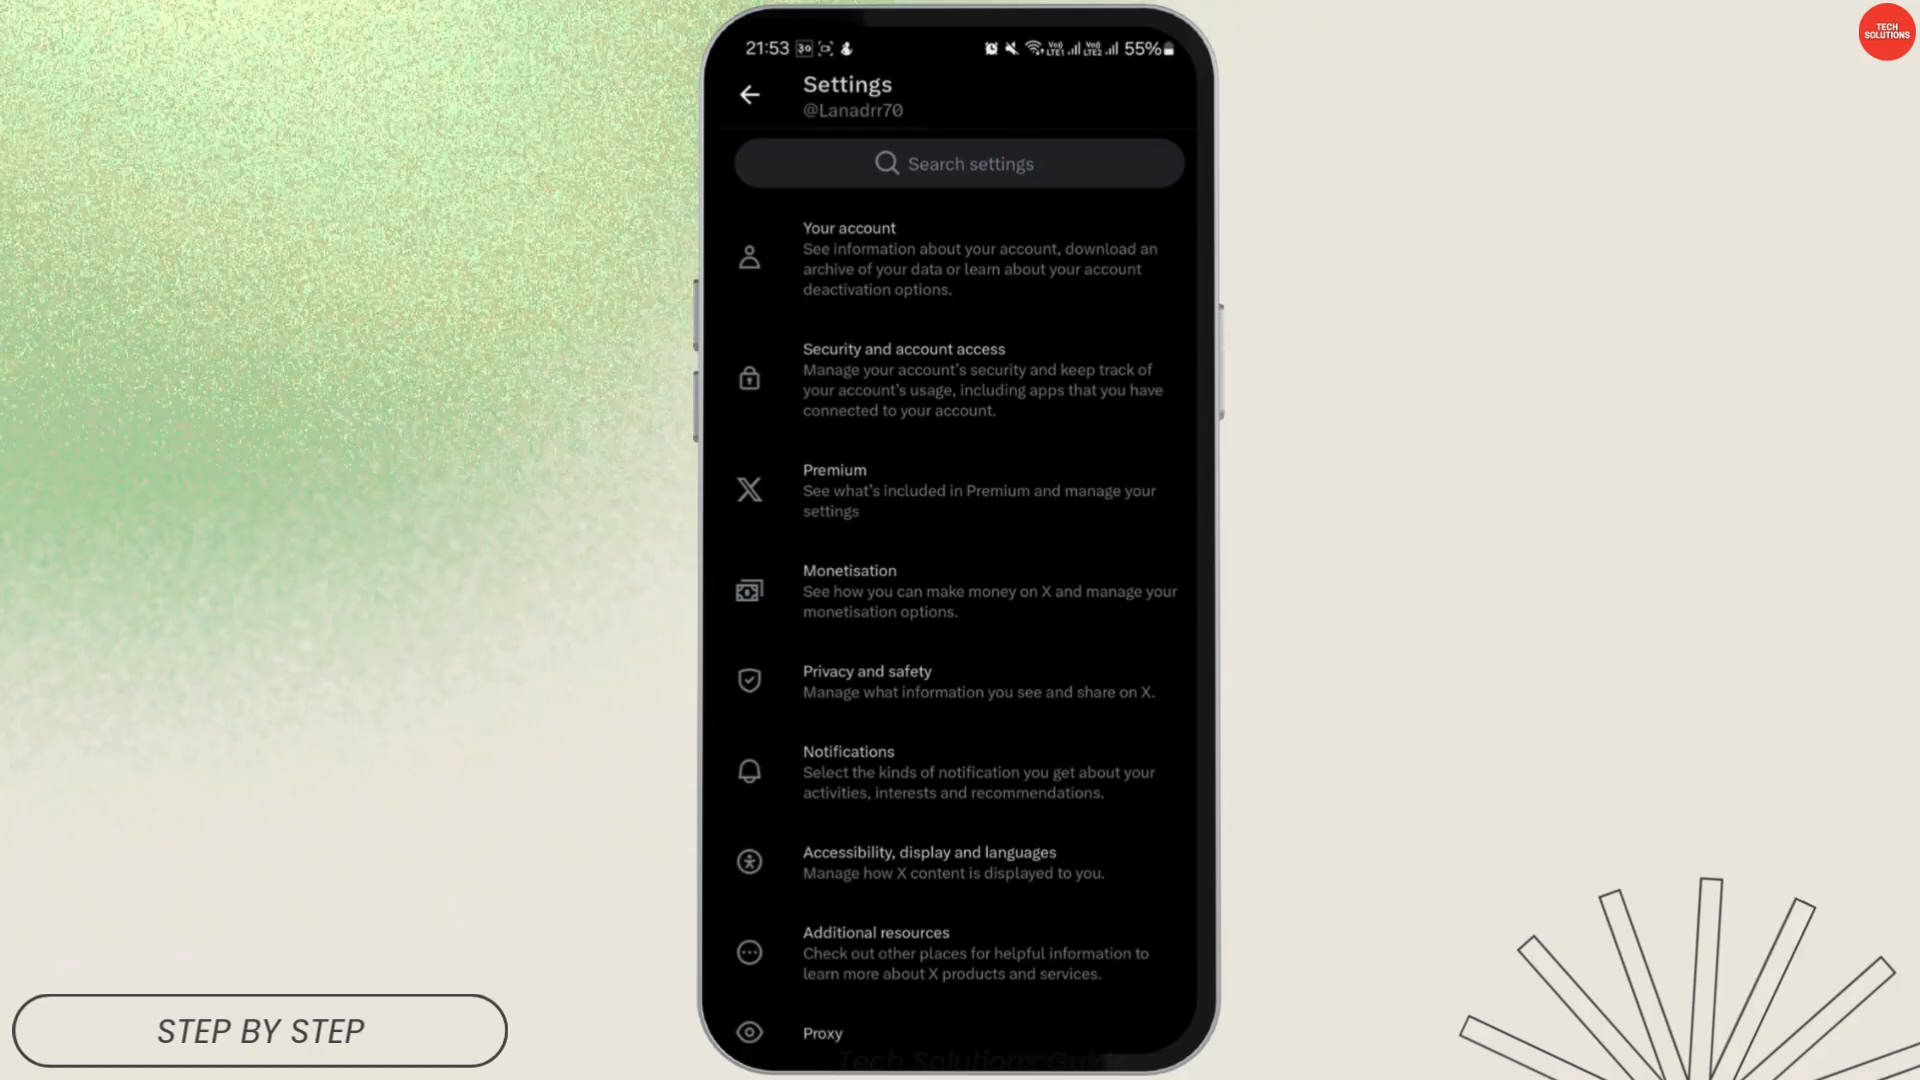 TECH
SOLUTIONS
21:53
55%
Settings
@Lanadrr70
Search settings
Your account
See information about your account, download an
archive of your data or learn about your account
deactivation options.
Security and account access
Manage your account's security and keep track of
your account's usage, including apps that you have
connected to your account.
Premium
See what's included in Premium and manage your
settings
Monetisation
See how you can make money on X and manage your
monetisation options.
Privacy and safety
Manage what information you see and share on X.
Notifications
Select the kinds of notification you get about your
activities, interests and recommendations.
Accessibility, display and languages
Manage how X content is displayed to you.
Additional resources
Check out other places for helpful information to
learn more about X products and services.
Proxy
Tech Solutions
STEP BY STEP